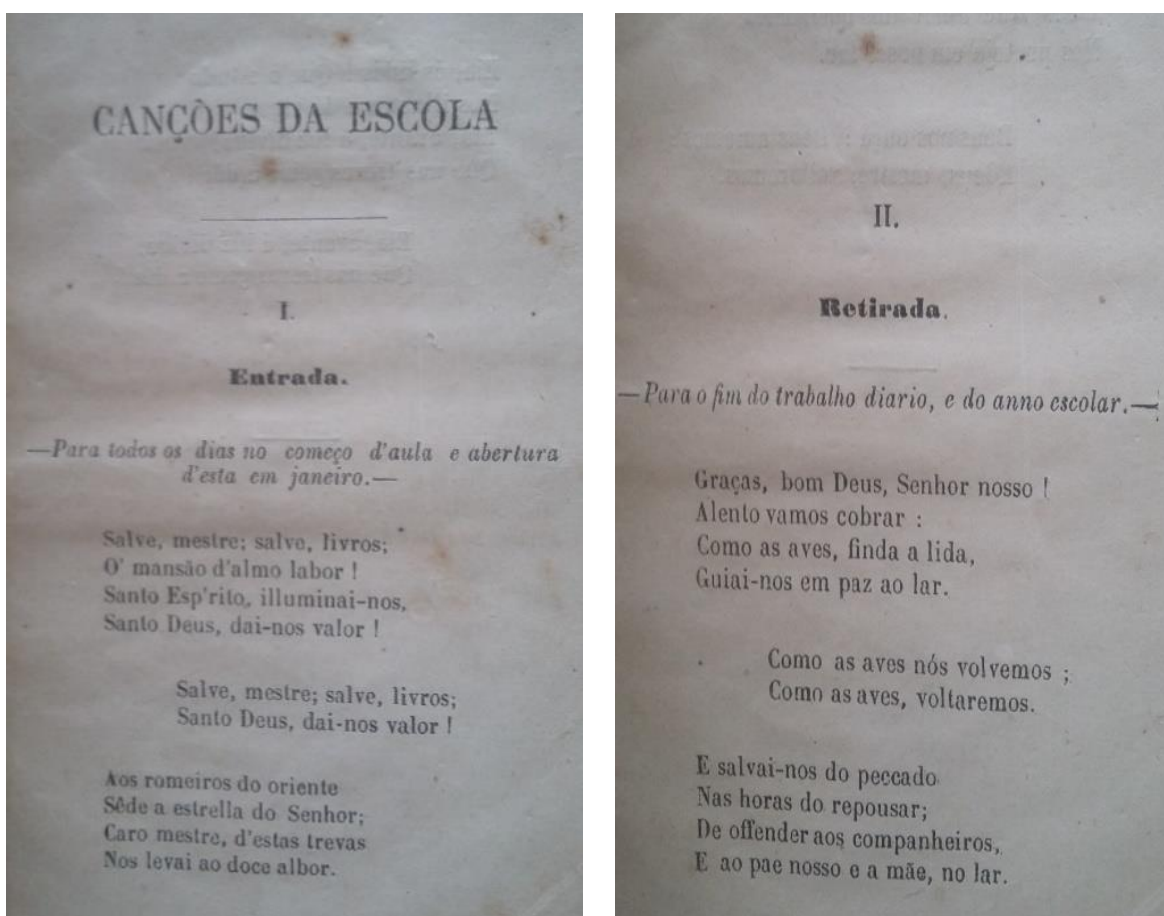 CANÇÒES DA ESCOLA
I.
Entrada.
—Para todos os dias no começo d'aula e abertura
d'esta em janeiro.—
Salve, mestre; salve, livros;
O' mansão d'almo labor !
Santo Esp'rito, illuminai-nos,
Santo Deus, dai-nos valor !
Salve, mestre; salve, livros;
Santo Deus, dai-nos valor !
Aos romeiros do oriente
Sêde a estrella do Senhor;
Caro mestre, d'estas trevas
Nos levai ao doce albor.
II.
Retirada.
—Para o fim do trabalho diario, e do anno escolar.—
Graças, bom Deus, Senhor nosso !
Alento vamos cobrar :
Como as aves, finda a lida,
Guiai-nos em paz ao lar.
Como as aves nós volvemos ;
Como as aves, voltaremos.
E salvai-nos do peccado
Nas horas do repousar;
De offender aos companheiros,
E ao pae nosso e a mãe, no lar.